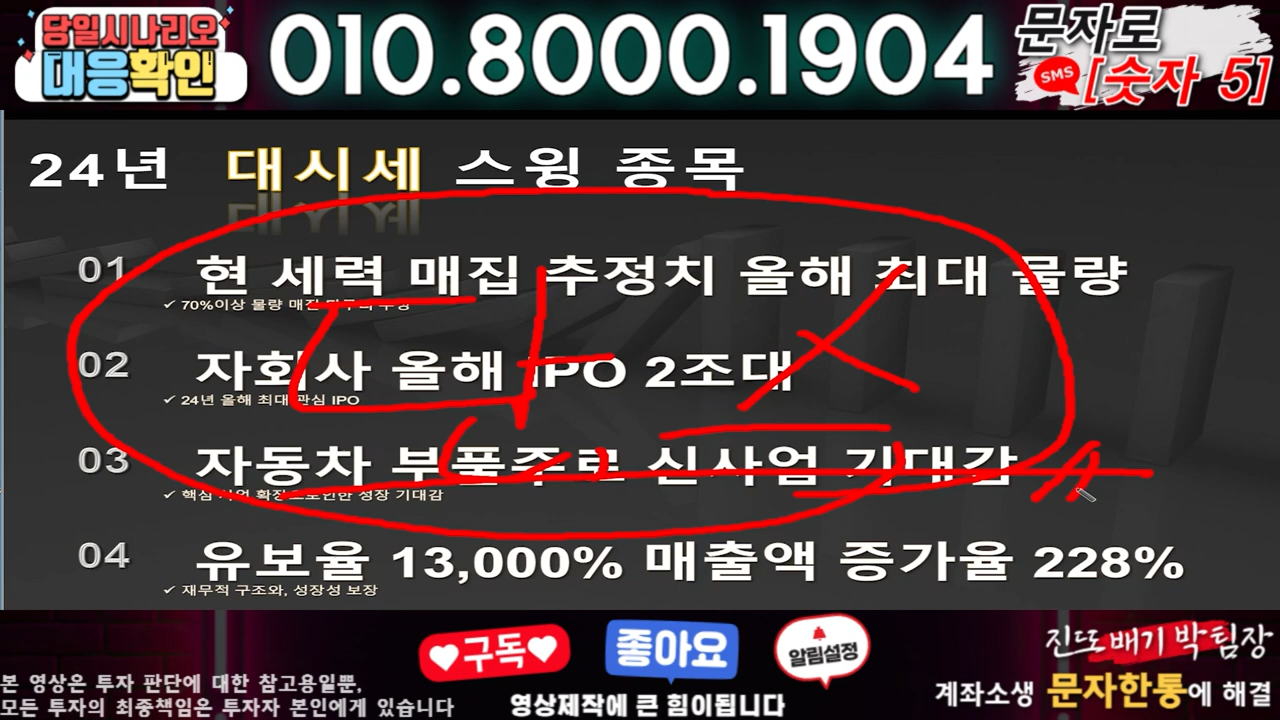 당일시나리오
대응확인
010.8000.1904
문자로
SMS [숫자 5]
24년 대시세 스윙 종목
01 현 세력 매집 추정치 올해 최대 물량
✓ 70%이상 물량 매집
02 자회사 올해 IPO 2조대
✓ 24년 올해 최대 관심 IPO
03 자동차 부품주로 신사업 기대감
✓ 핵심 사업 확장으로인한 성장 기대감
04 유보율 13,000% 매출액 증가율 228%
✓ 재무적 구조와, 성장성 보장
구독
좋아요
알림설정
진또배기 박팀장
본 영상은 투자 판단에 대한 참고용일뿐,
모든 투자의 최종책임은 투자자 본인에게 있습니다
영상제작에 큰 힘이됩니다
계좌소생 문자한통에 해결